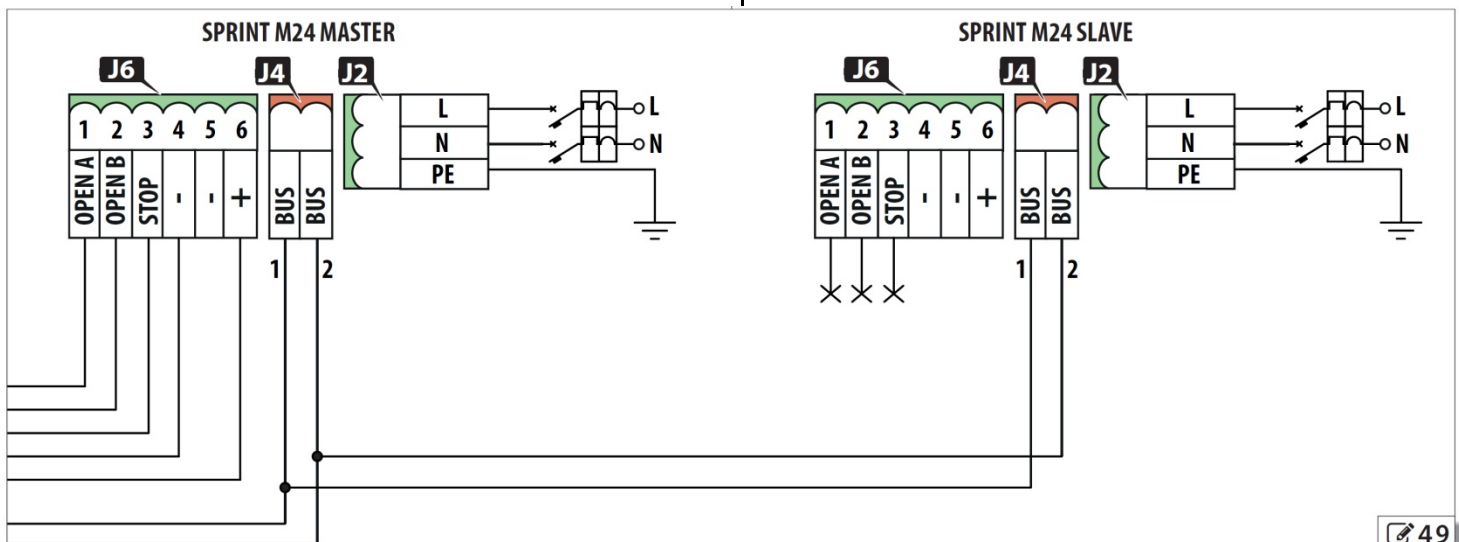 SPRINT M24 MASTER
J6 J4 J2
1 2 3 4 5 6
OPEN A
OPEN B
STOP
-
-
+
BUS
BUS
1 2
L
N
PE
L
N
SPRINT M24 SLAVE
J6 J4 J2
1 2 3 4 5 6
OPEN A
OPEN B
STOP
-
-
+
BUS
BUS
1 2
L
N
PE
L
N
49